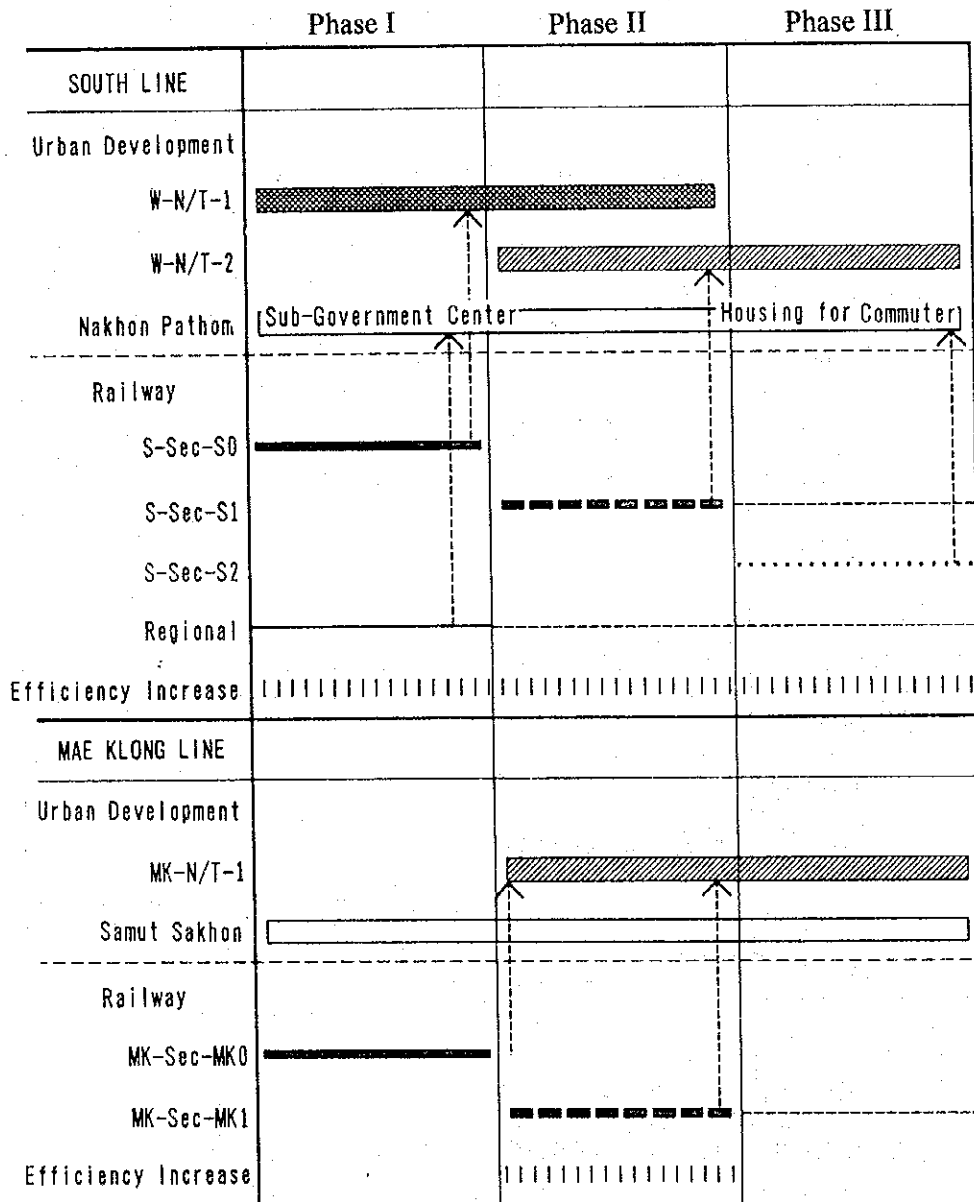 Phase I Phase II Phase III
SOUTH LINE
Urban Development
W-N/T-1
W-N/T-2
Nakhon Pathom Sub-Government Center Housing for Commuter
Railway
S-Sec-S0
S-Sec-S1
S-Sec-S2
Regional
Efficiency Increase
MAE KLONG LINE
Urban Development
MK-N/T-1
Samut Sakhon
Railway
MK-Sec-MK0
MK-Sec-MK1
Efficiency Increase